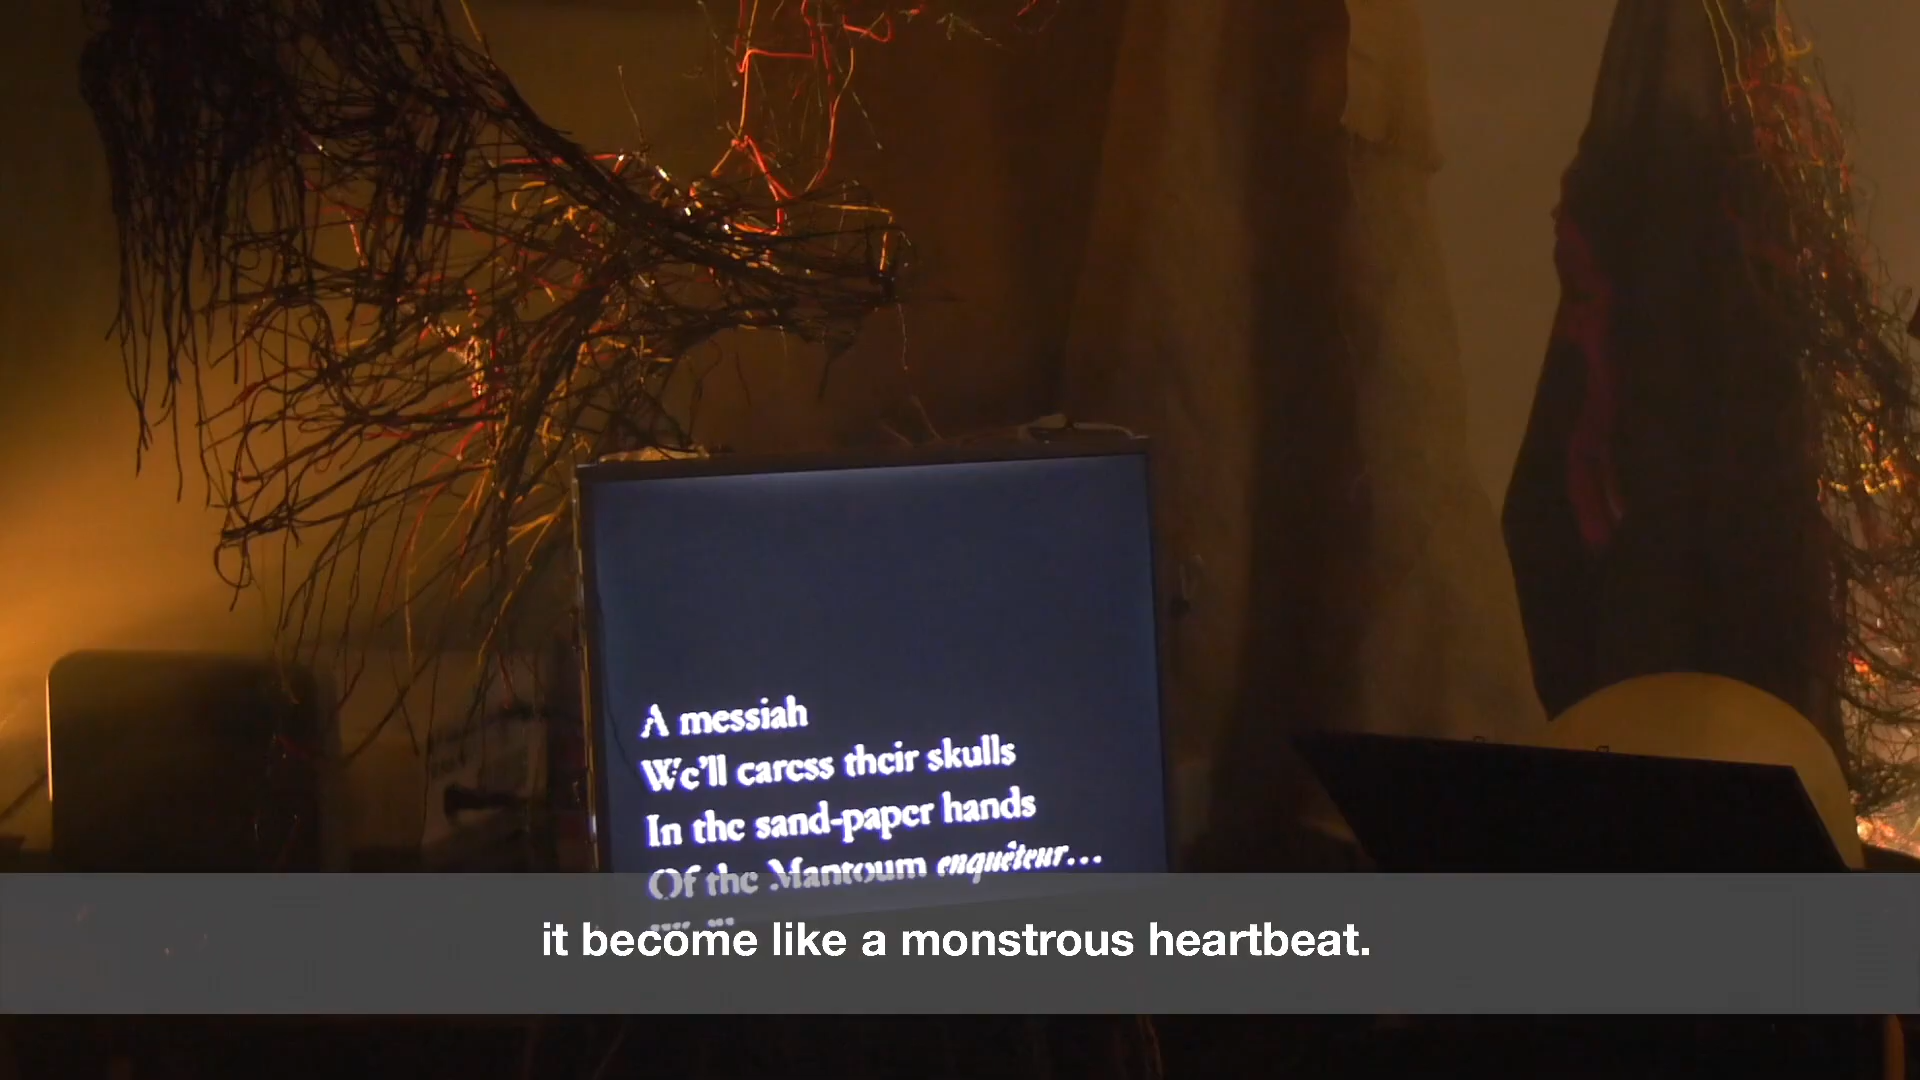 A messiah
We'll caress their skulls
In the sand-paper hands
Of the Mantoum enquêteur...
it become like a monstrous heartbeat.